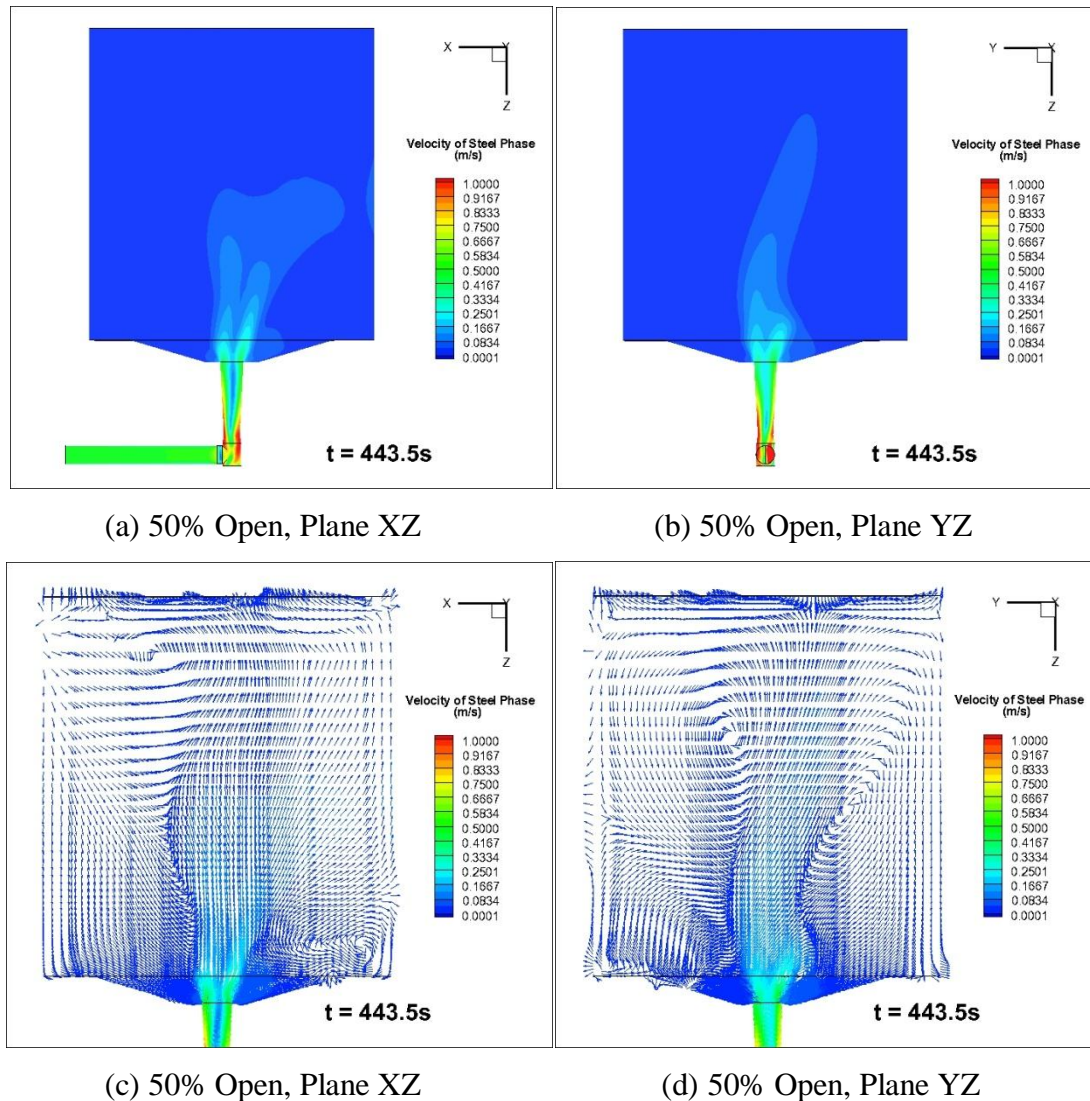 X Y
Z
Velocity of Steel Phase
(m/s)
1.0000
0.9167
0.8333
0.7500
0.6667
0.5834
0.5000
0.4167
0.3334
0.2501
0.1667
0.0834
0.0001
t = 443.5s
(a) 50% Open, Plane XZ
Y X
Z
Velocity of Steel Phase
(m/s)
1.0000
0.9167
0.8333
0.7500
0.6667
0.5834
0.5000
0.4167
0.3334
0.2501
0.1667
0.0834
0.0001
t = 443.5s
(b) 50% Open, Plane YZ
X Y
Z
Velocity of Steel Phase
(m/s)
1.0000
0.9167
0.8333
0.7500
0.6667
0.5834
0.5000
0.4167
0.3334
0.2501
0.1667
0.0834
0.0001
t = 443.5s
(c) 50% Open, Plane XZ
Y X
Z
Velocity of Steel Phase
(m/s)
1.0000
0.9167
0.8333
0.7500
0.6667
0.5834
0.5000
0.4167
0.3334
0.2501
0.1667
0.0834
0.0001
t = 443.5s
(d) 50% Open, Plane YZ